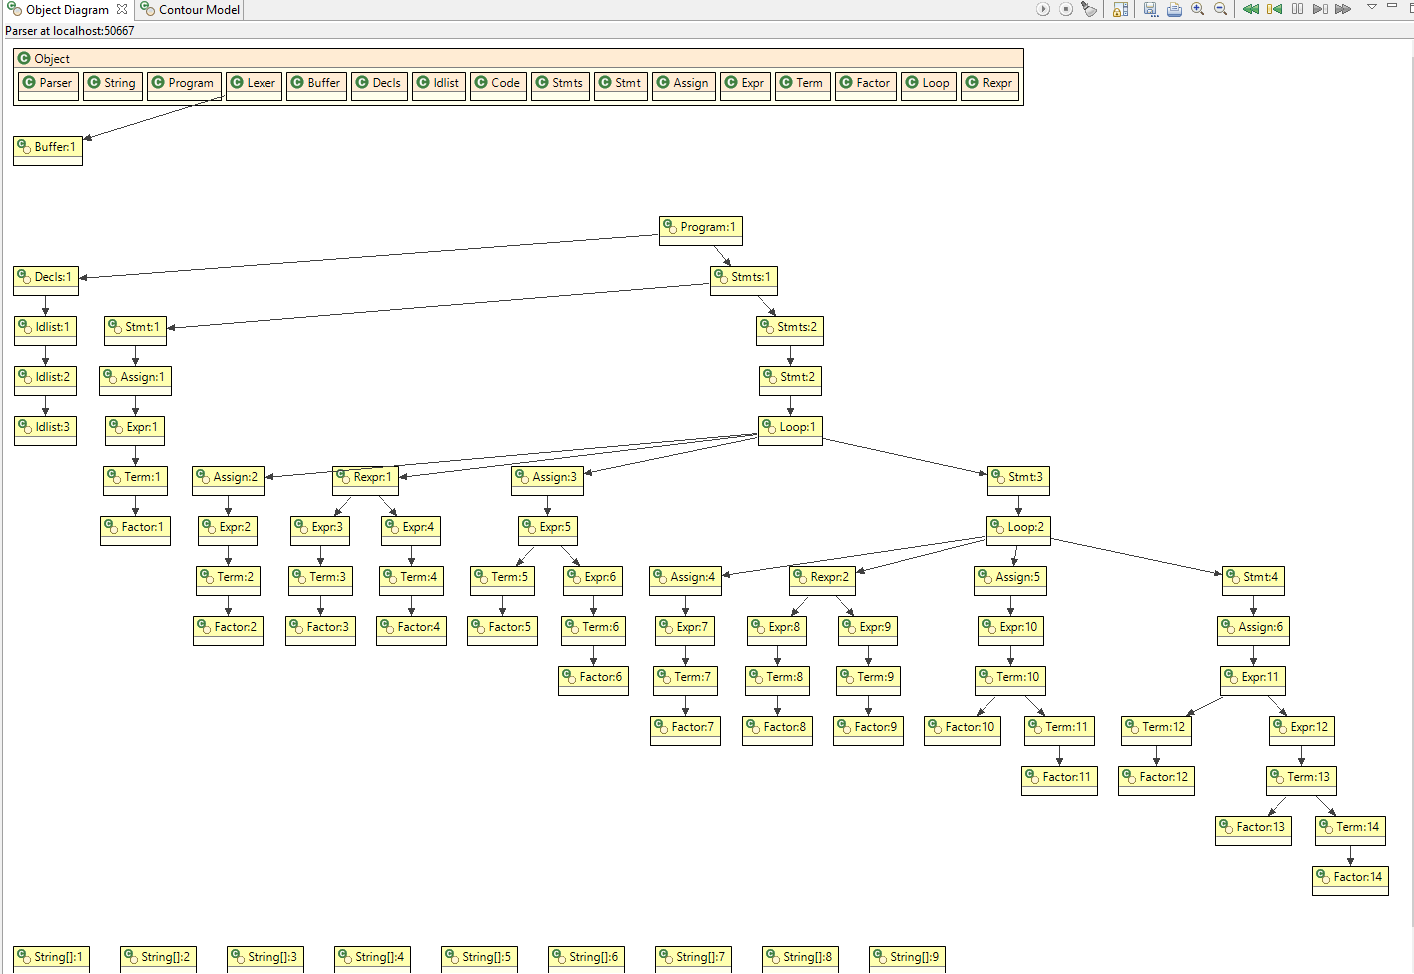 Object Diagram Contour Model
Parser at localhost:50667
Object
Parser String Program Lexer Buffer Decls Idlist Code Stmts Stmt Assign Expr Term Factor Loop Rexpr
Buffer:1
Program:1
Decls:1 Stmts:1
Idlist:1 Stmt:1 Stmts:2
Idlist:2 Assign:1 Stmt:2
Idlist:3 Expr:1 Loop:1
Term:1 Assign:2 Rexpr:1 Assign:3 Stmt:3
Factor:1 Expr:2 Expr:3 Expr:4 Expr:5 Loop:2
Term:2 Term:3 Term:4 Term:5 Expr:6 Assign:4 Rexpr:2 Assign:5 Stmt:4
Factor:2 Factor:3 Factor:4 Factor:5 Term:6 Expr:7 Expr:8 Expr:9 Expr:10 Assign:6
Factor:6 Term:7 Term:8 Term:9 Term:10 Expr:11
Factor:7 Factor:8 Factor:9 Factor:10 Term:11 Term:12 Expr:12
Factor:11 Factor:12 Term:13
Factor:13 Term:14
Factor:14
String[]:1 String[]:2 String[]:3 String[]:4 String[]:5 String[]:6 String[]:7 String[]:8 String[]:9